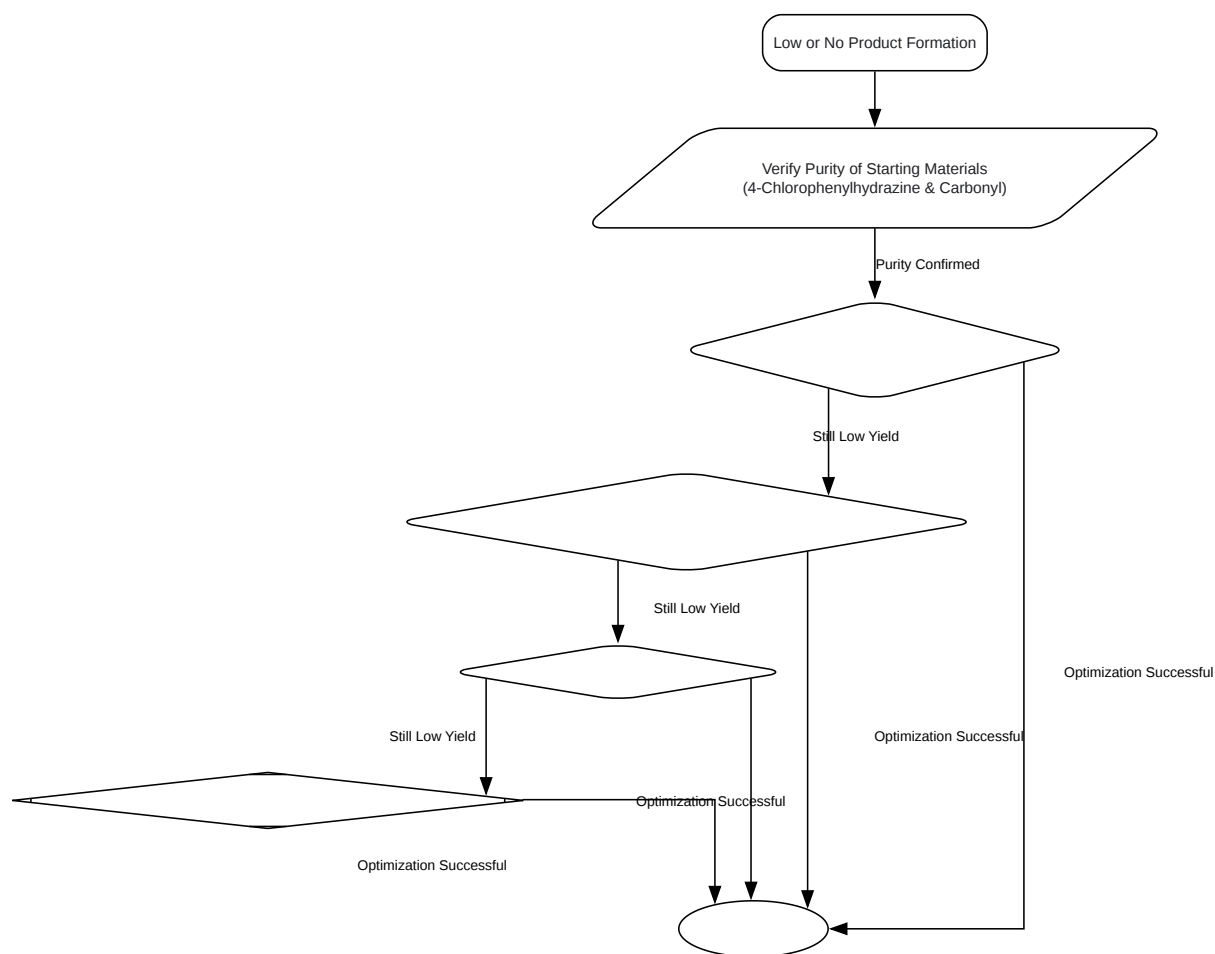 Low or No Product Formation
Verify Purity of Starting Materials
(4-Chlorophenylhydrazine & Carbonyl)
Purity Confirmed
Still Low Yield
Still Low Yield
Optimization Successful
Still Low Yield
Optimization Successful
Optimization Successful
Optimization Successful